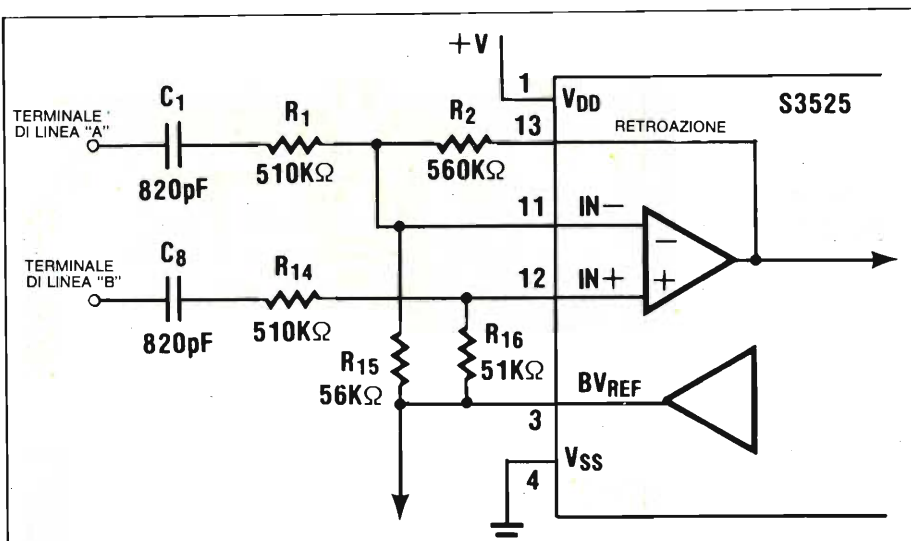 +V
1
VDD
S3525
C1
R1
R2
13
RETROAZIONE
TERMINALE
DI LINEA "A"
510KΩ
560KΩ
820pF
11
IN−
−
C8
R14
12
IN+
+
TERMINALE
DI LINEA "B"
820pF
510KΩ
R15
56KΩ
R16
51KΩ
BVREF
3
VSS
4